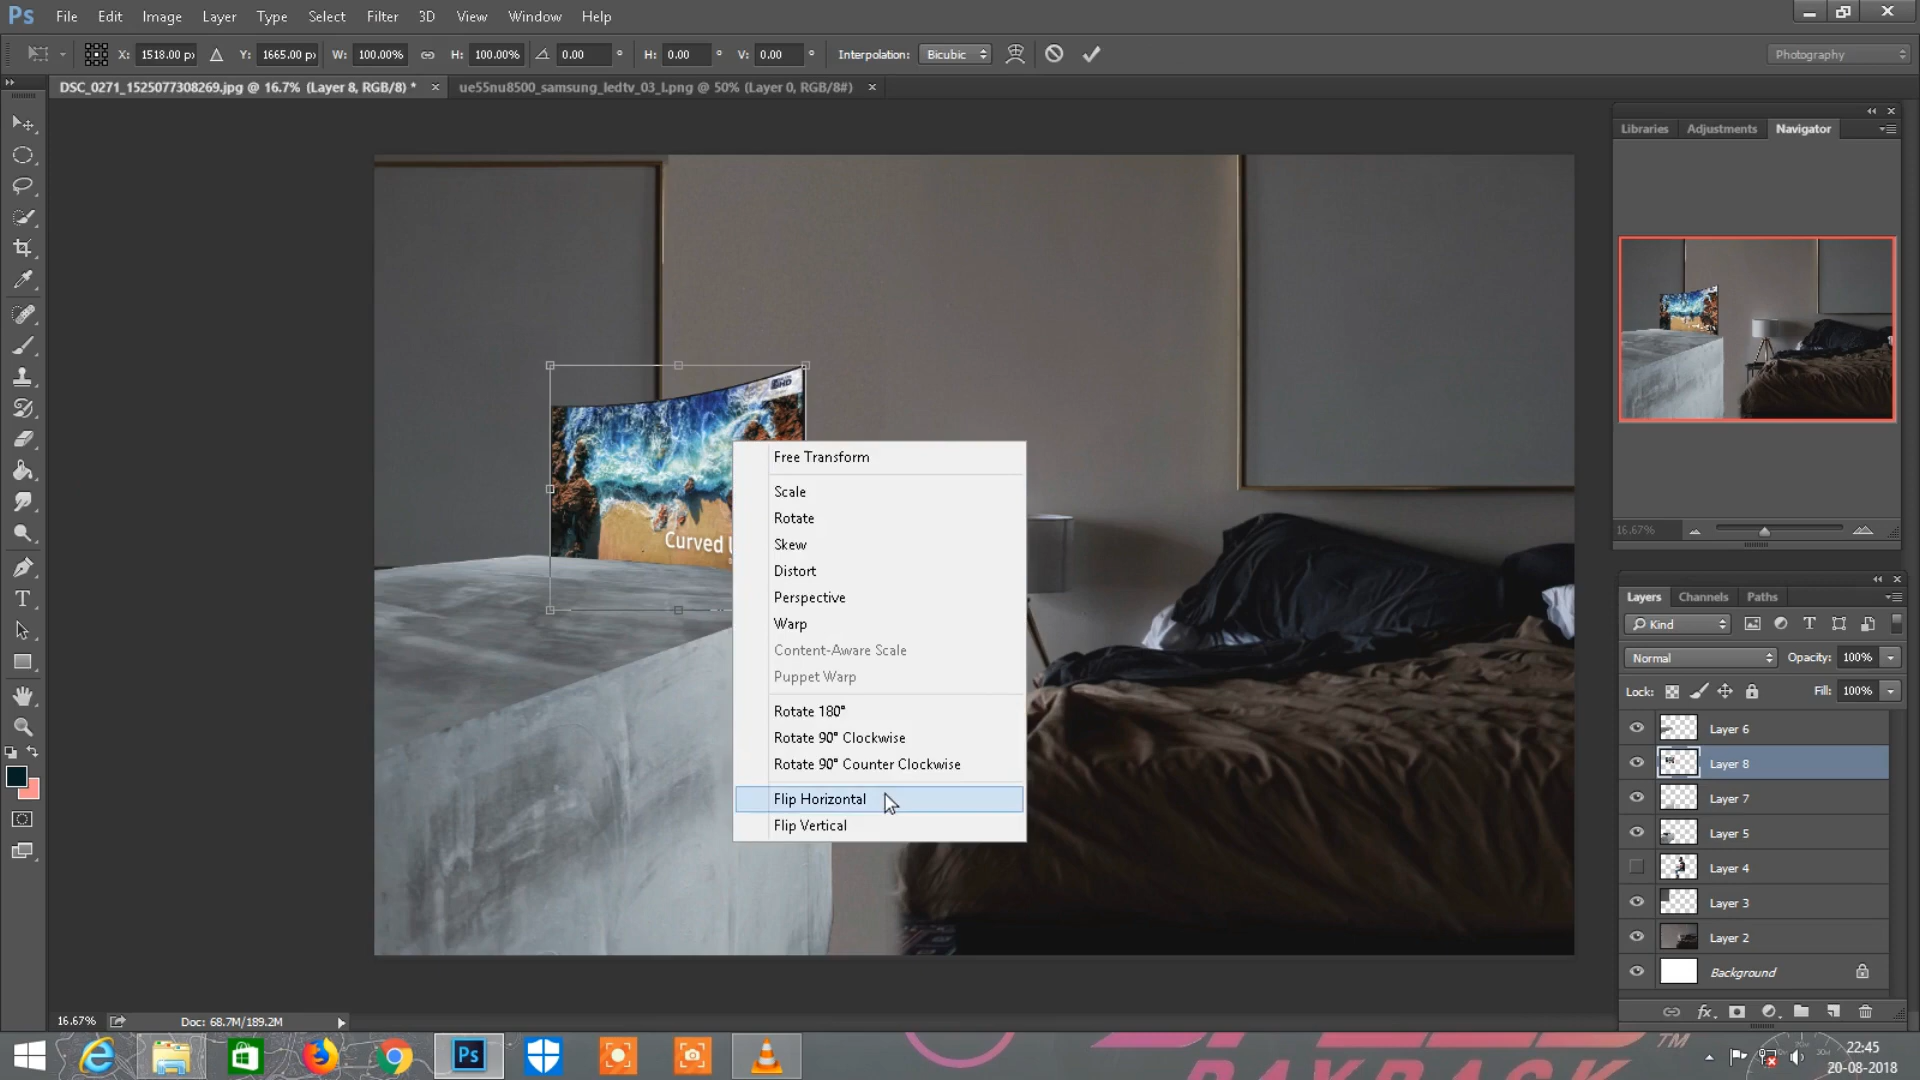 Ps File Edit Image Layer Type Select Filter 3D View Window Help
X: 1518.00 px Y: 1665.00 px W: 100.00% H: 100.00% 0.00 ° H: 0.00 ° V: 0.00 ° Interpolation: Bicubic Photography
DSC_0271_1525077308269.jpg @ 16.7% (Layer 8, RGB/8) * × ue55nu8500_samsung_ledtv_03_l.png @ 50% (Layer 0, RGB/8#) ×
Libraries Adjustments Navigator
HD
Curved
Free Transform
Scale
Rotate
Skew
Distort
Perspective
Warp
Content-Aware Scale
Puppet Warp
Rotate 180°
Rotate 90° Clockwise
Rotate 90° Counter Clockwise
Flip Horizontal
Flip Vertical
16.67%
Layers Channels Paths
Kind
Normal Opacity: 100%
Lock: Fill: 100%
Layer 6
Layer 8
Layer 7
Layer 5
Layer 4
Layer 3
Layer 2
Background
fx
16.67% Doc: 68.7M/189.2M
Ps
TM
PAYBACK
22:45
20-08-2018